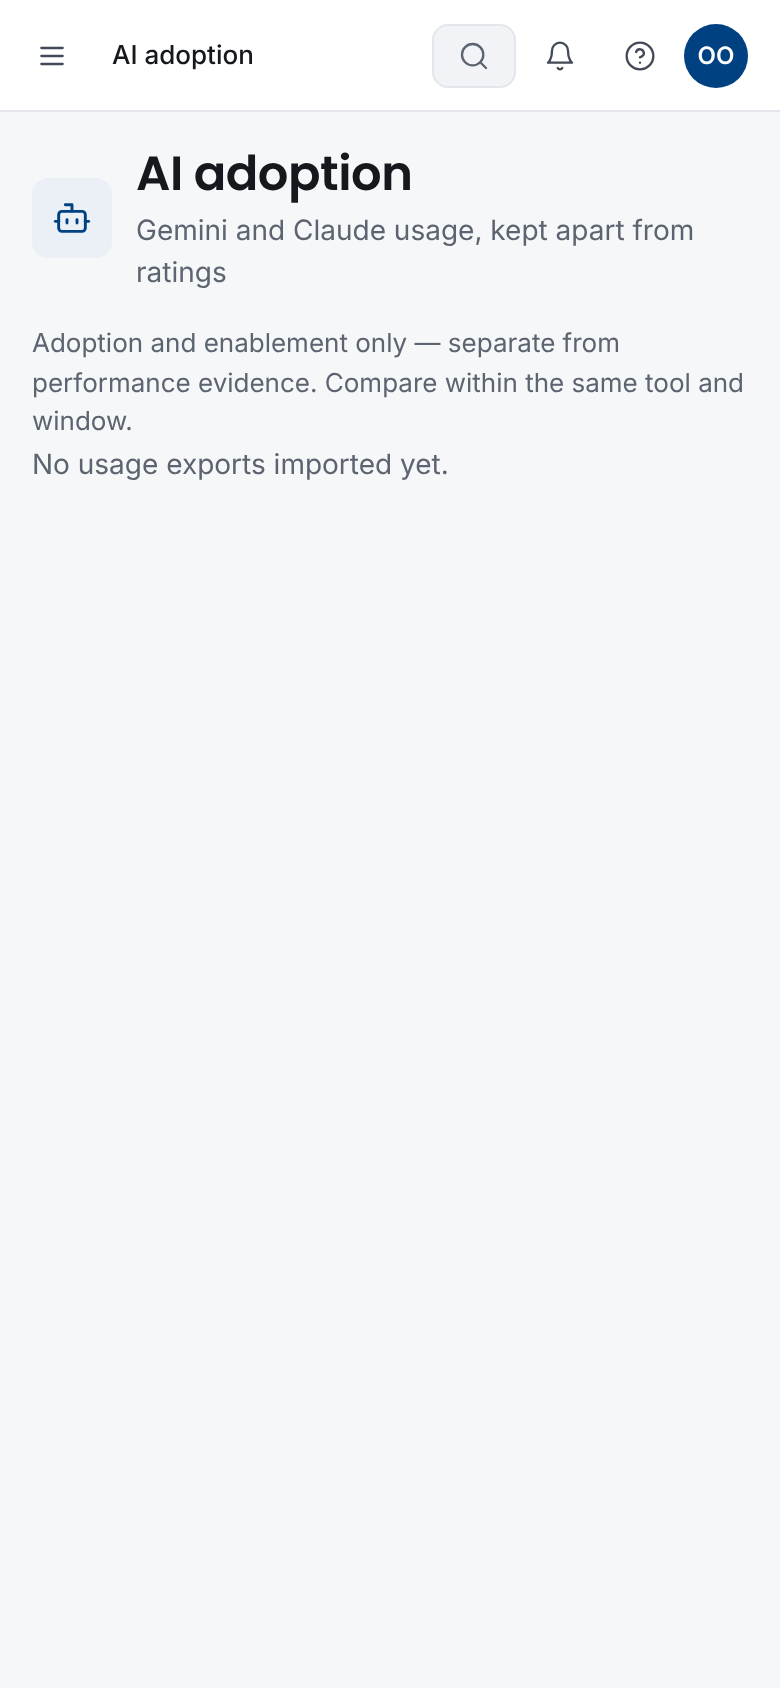 AI adoption
OO
AI adoption
Gemini and Claude usage, kept apart from
ratings
Adoption and enablement only — separate from
performance evidence. Compare within the same tool and
window.
No usage exports imported yet.